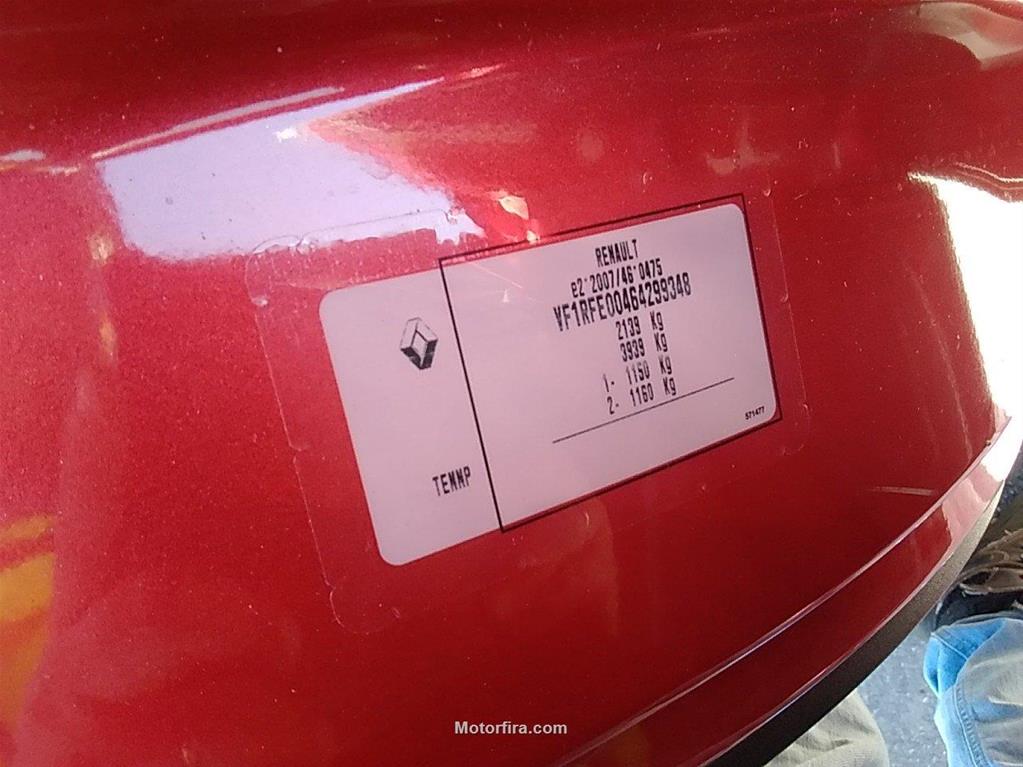 RENAULT
e2*2007/46*0475
VF1RFE00464299348
2139 Kg
3939 Kg
1- 1150 Kg
2- 1160 Kg
571477
TENNP
Motorfira.com